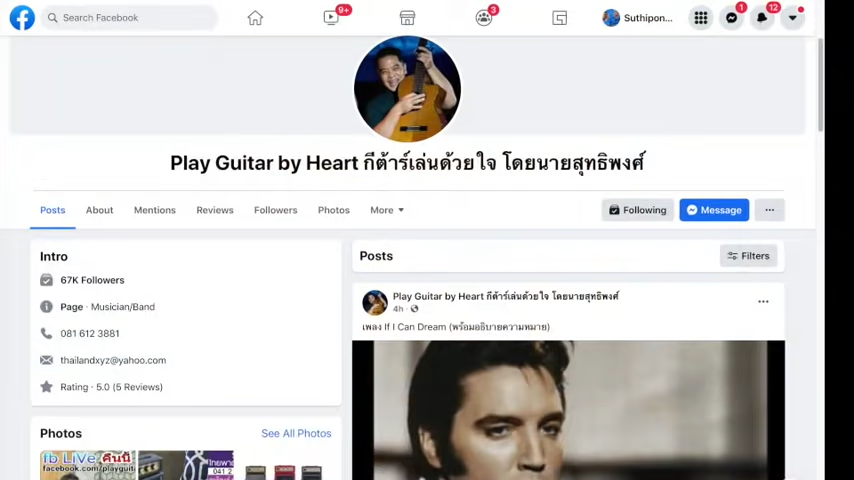 Search Facebook
9+
3
Suthipon...
1
12
Play Guitar by Heart กีต้าร์เล่นด้วยใจ โดยนายสุทธิพงศ์
Posts
About
Mentions
Reviews
Followers
Photos
More
Following
Message
Intro
67K Followers
Page · Musician/Band
081 612 3881
thailandxyz@yahoo.com
Rating · 5.0 (5 Reviews)
Photos
See All Photos
fb LiVe คืนนี้
Posts
Filters
Play Guitar by Heart กีต้าร์เล่นด้วยใจ โดยนายสุทธิพงศ์
4h ·
เพลง If I Can Dream (พร้อมอธิบายความหมาย)